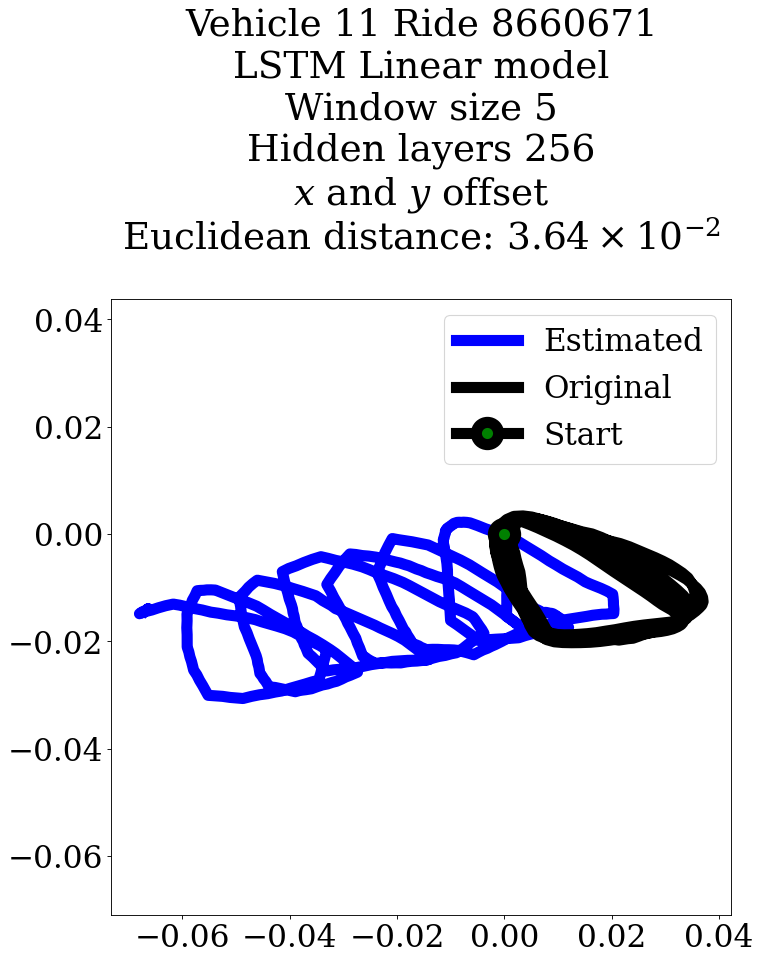 Vehicle 11 Ride 8660671
LSTM Linear model
Window size 5
Hidden layers 256
x and y offset
Euclidean distance: 3.64 × 10⁻²
Estimated
Original
Start
0.04
0.02
0.00
−0.02
−0.04
−0.06
−0.06 −0.04 −0.02 0.00 0.02 0.04